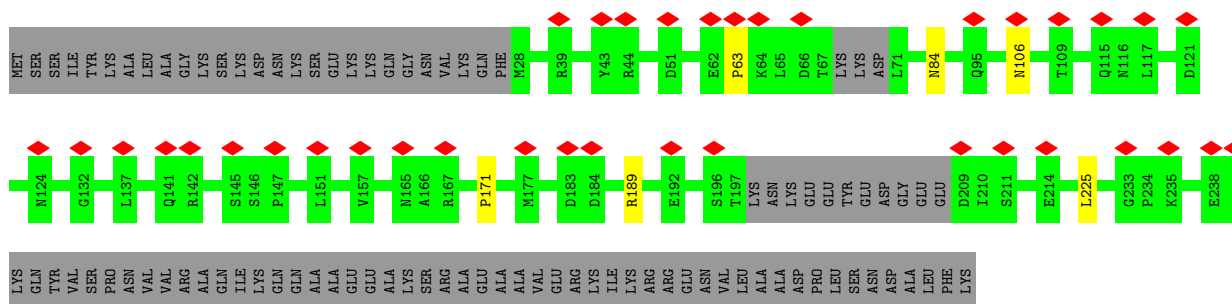 MET SER SER ILE TYR LYS ALA LEU ALA GLY LYS SER LYS ASP ASN LYS SER GLU LYS LYS GLN GLY ASN VAL LYS GLN PHE M28 R39 Y43 R44 D51 E62 P63 K64 L65 D66 T67 LYS LYS ASP L71 N84 Q95 N106 T109 Q115 N116 L117 D121
N124 G132 L137 Q141 R142 S145 S146 P147 L151 V157 N165 A166 R167 P171 M177 D183 D184 R189 E192 S196 T197 LYS ASN LYS GLU GLU TYR GLU ASP GLY GLU GLU D209 I210 S211 E214 L225 G233 P234 K235 E238
LYS GLN TYR VAL SER PRO ASN VAL VAL ARG ALA GLN ILE LYS GLN GLN ALA ALA GLU GLU ALA LYS SER ARG ALA GLU ALA ALA VAL GLU ARG LYS ILE LYS ARG ARG GLU ASN VAL LEU ALA ALA ASP PRO LEU SER ASN ASP ALA LEU PHE LYS